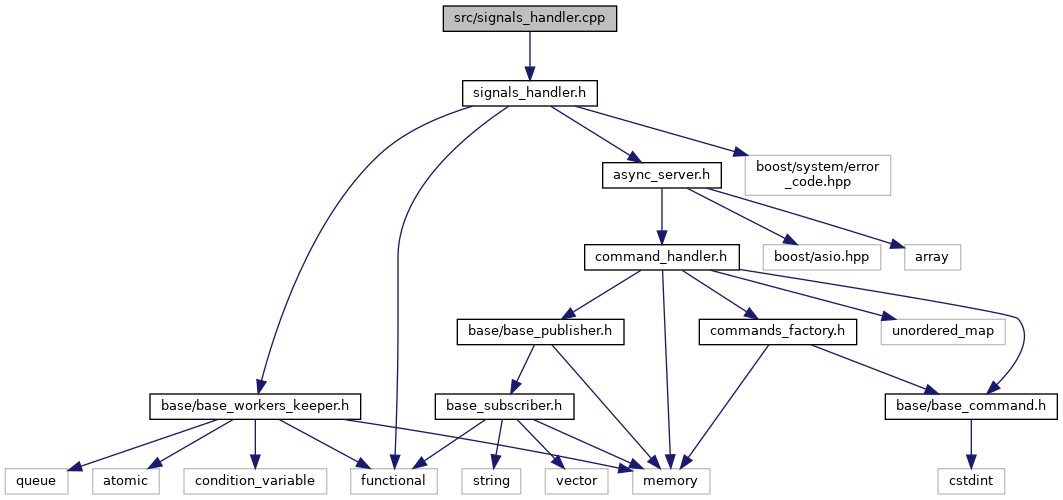 src/signals_handler.cpp
signals_handler.h
boost/system/error
_code.hpp
async_server.h
command_handler.h
boost/asio.hpp
array
base/base_publisher.h
commands_factory.h
unordered_map
base/base_workers_keeper.h
base_subscriber.h
base/base_command.h
queue
atomic
condition_variable
functional
string
vector
memory
cstdint